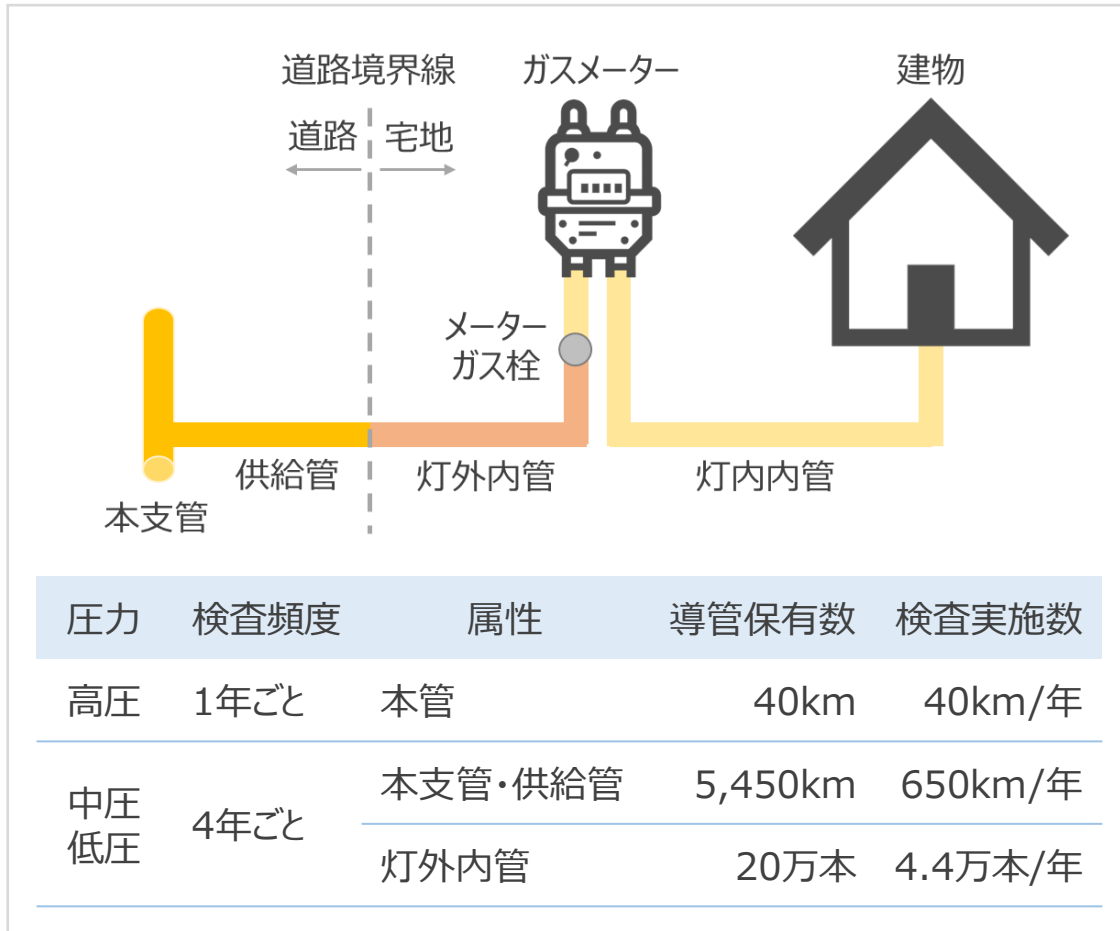 道路境界線
ガスメーター
建物
道路
宅地
メーター
ガス栓
供給管
灯外内管
灯内内管
本支管
圧力 検査頻度 属性 導管保有数 検査実施数
高圧 1年ごと 本管 40km 40km/年
中圧
低圧
4年ごと
本支管・供給管 5,450km 650km/年
灯外内管 20万本 4.4万本/年